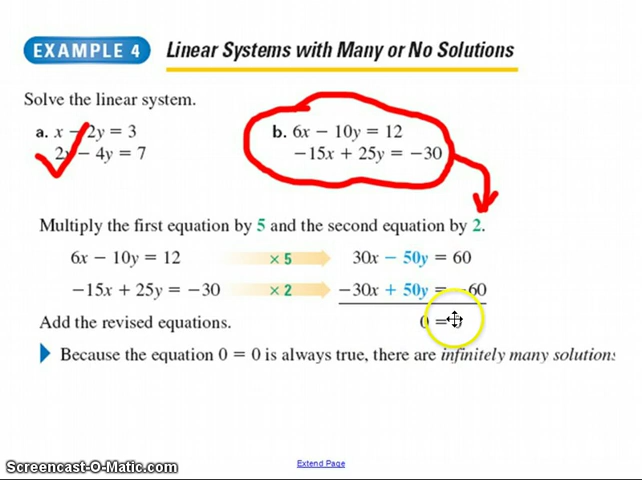 EXAMPLE 4 Linear Systems with Many or No Solutions
Solve the linear system.
a. x − 2y = 3 b. 6x − 10y = 12
2x − 4y = 7 −15x + 25y = −30
Multiply the first equation by 5 and the second equation by 2.
6x − 10y = 12 × 5 30x − 50y = 60
−15x + 25y = −30 × 2 −30x + 50y = −60
Add the revised equations. 0 = 0
Because the equation 0 = 0 is always true, there are infinitely many solutions
Extend Page
Screencast-O-Matic.com